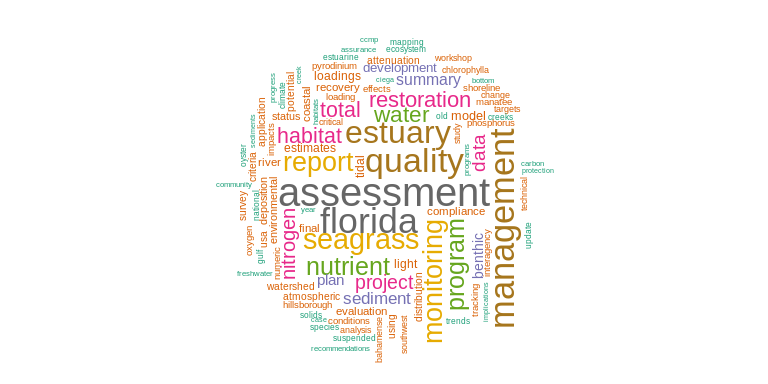 ccmp
mapping
assurance
ecosystem
estuarine
attenuation
workshop
pyrodinium
development
chlorophylla
loadings
summary
ciega
bottom
progress
climate
potential
creek
recovery
effects
shoreline
loading
restoration
change
manatee
habitats
coastal
total
water
old
model
targets
creeks
status
critical
phosphorus
application
sediments
impacts
habitat
estuary
study
oyster
criteria
estimates
river
report
tidal
quality
programs
data
management
carbon
protection
community
assessment
technical
survey
national
deposition
environmental
year
florida
compliance
final
nitrogen
seagrass
monitoring
program
benthic
interagency
update
oxygen
gulf
usa
numeric
nutrient
light
freshwater
watershed
plan
project
distribution
tracking
implications
atmospheric
sediment
hillsborough
evaluation
solids
case
conditions
using
southwest
trends
species
analysis
bahamense
suspended
recommendations